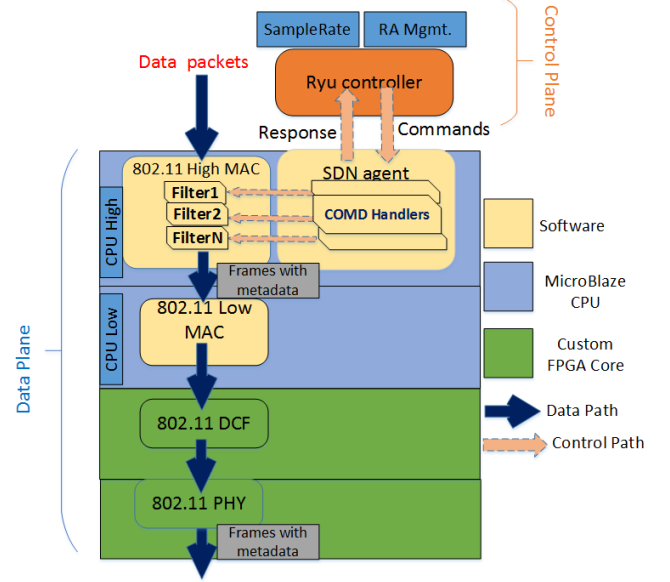 SampleRate
RA Mgmt.
Control Plane
Data packets
Ryu controller
Response
Commands
802.11 High MAC
SDN agent
Filter1
Filter2
FilterN
COMD Handlers
CPU High
Frames with
metadata
Software
MicroBlaze
CPU
802.11 Low
MAC
CPU Low
Custom
FPGA Core
Data Plane
802.11 DCF
Data Path
Control Path
802.11 PHY
Frames with
metadata